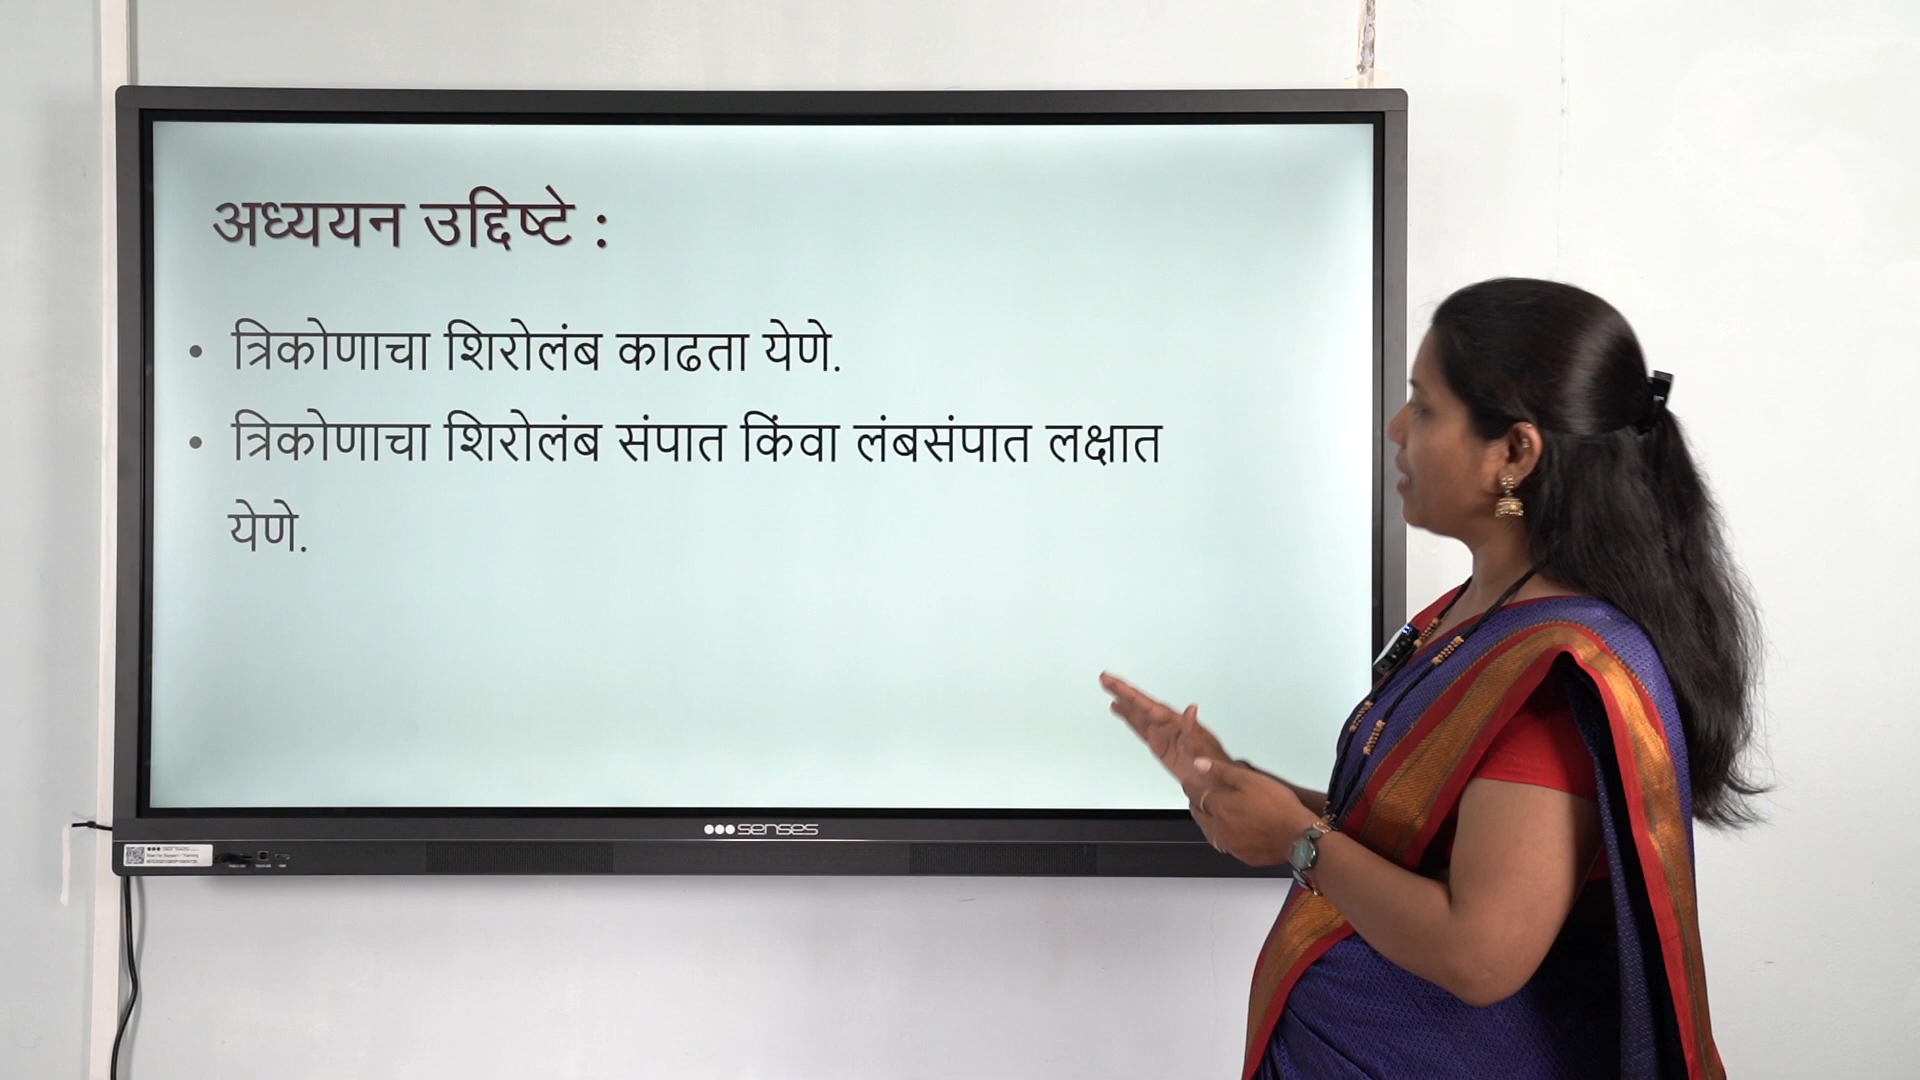 अध्ययन उद्दिष्टे :
• त्रिकोणाचा शिरोलंब काढता येणे.
• त्रिकोणाचा शिरोलंब संपात किंवा लंबसंपात लक्षात
येणे.
senses